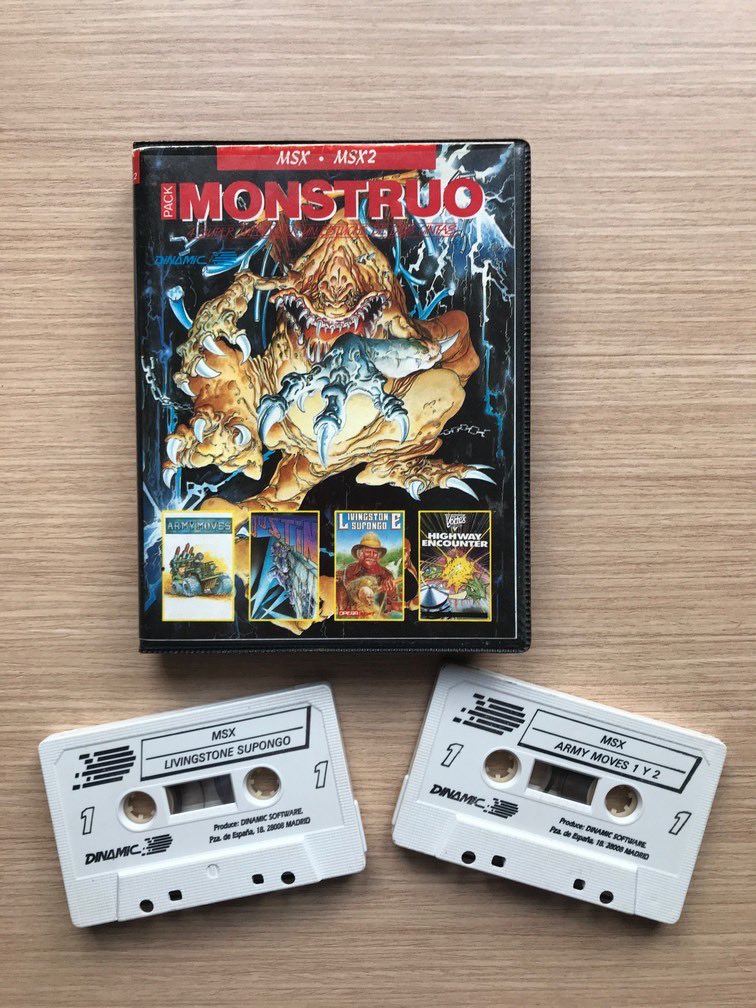 MSX • MSX2
PACK
MONSTRUO
DINAMIC
ARMY MOVES
LIVINGSTONE
SUPONGO
OPERA
HIGHWAY
ENCOUNTER
2
MSX
LIVINGSTONE SUPONGO
1
1
DINAMIC
Produce: DINAMIC SOFTWARE.
Pza. de España, 18. 28008 MADRID
MSX
ARMY MOVES 1 Y 2
1
1
DINAMIC
Produce: DINAMIC SOFTWARE.
Pza. de España, 18. 28008 MADRID